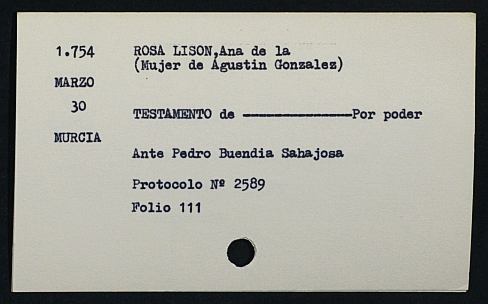 1.754 ROSA LISON,Ana de la
(Mujer de Agustin Gonzalez)
MARZO
30
TESTAMENTO de ---------------Por poder
MURCIA
Ante Pedro Buendia Sahajosa
Protocolo Nº 2589
Folio 111